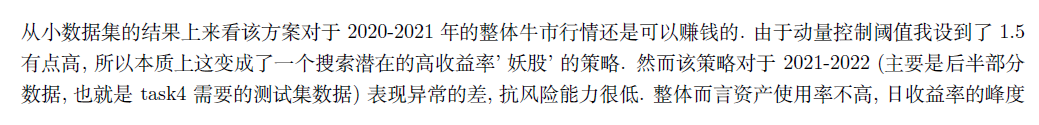 从小数据集的结果上来看该方案对于 2020-2021 年的整体牛市行情还是可以赚钱的. 由于动量控制阈值我设到了 1.5
有点高, 所以本质上这变成了一个搜索潜在的高收益率’ 妖股’ 的策略. 然而该策略对于 2021-2022 (主要是后半部分
数据, 也就是 task4 需要的测试集数据) 表现异常的差, 抗风险能力很低. 整体而言资产使用率不高, 日收益率的峰度